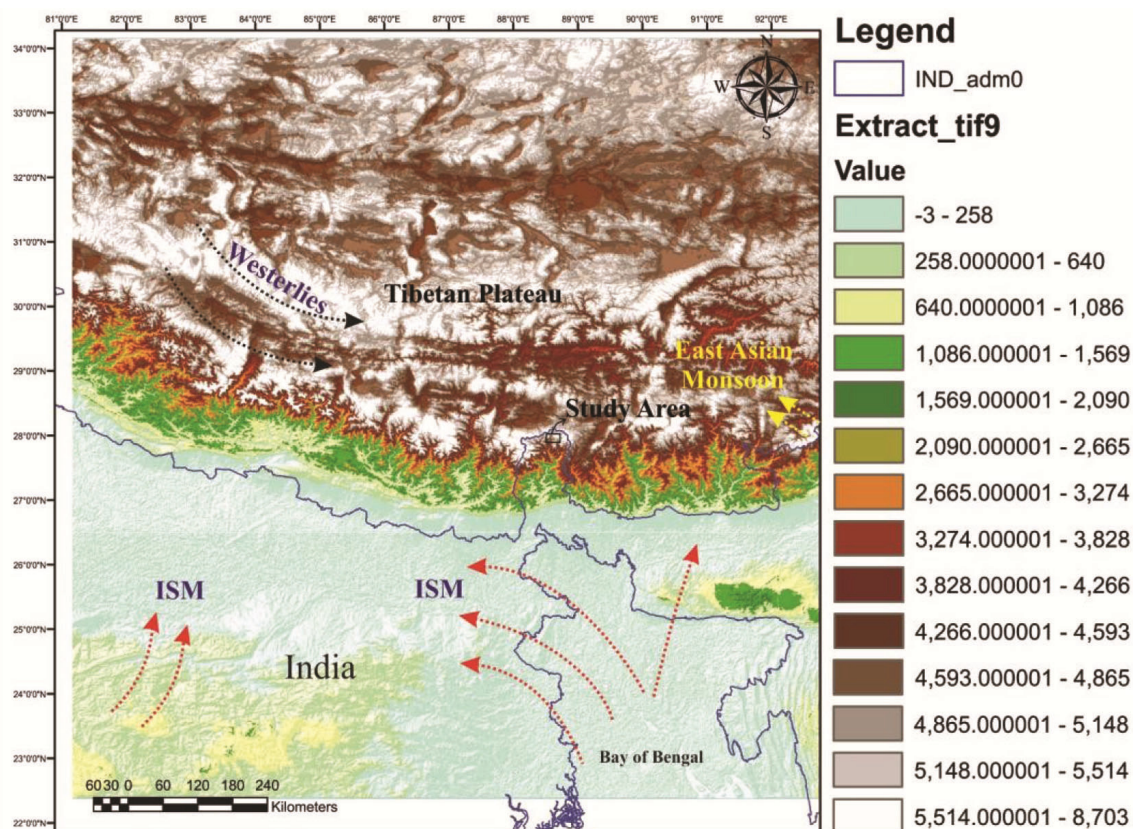 81°0'0"E 82°0'0"E 83°0'0"E 84°0'0"E 85°0'0"E 86°0'0"E 87°0'0"E 88°0'0"E 89°0'0"E 90°0'0"E 91°0'0"E 92°0'0"E
34°0'0"N
33°0'0"N
32°0'0"N
31°0'0"N
30°0'0"N
29°0'0"N
28°0'0"N
27°0'0"N
26°0'0"N
25°0'0"N
24°0'0"N
23°0'0"N
22°0'0"N
N
W E
S
Westerlies
Tibetan Plateau
East Asian
Monsoon
Study Area
ISM
ISM
India
Bay of Bengal
60 30 0 60 120 180 240
Kilometers
Legend
IND_adm0
Extract_tif9
Value
-3 - 258
258.0000001 - 640
640.0000001 - 1,086
1,086.000001 - 1,569
1,569.000001 - 2,090
2,090.000001 - 2,665
2,665.000001 - 3,274
3,274.000001 - 3,828
3,828.000001 - 4,266
4,266.000001 - 4,593
4,593.000001 - 4,865
4,865.000001 - 5,148
5,148.000001 - 5,514
5,514.000001 - 8,703